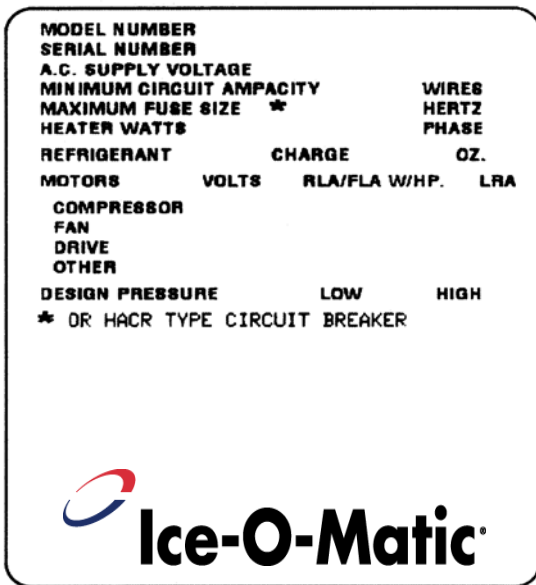 MODEL NUMBER
SERIAL NUMBER
A.C. SUPPLY VOLTAGE
MINIMUM CIRCUIT AMPACITY WIRES
MAXIMUM FUSE SIZE * HERTZ
HEATER WATTS PHASE
REFRIGERANT CHARGE OZ.
MOTORS VOLTS RLA/FLA W/HP. LRA
COMPRESSOR
FAN
DRIVE
OTHER
DESIGN PRESSURE LOW HIGH
* OR HACR TYPE CIRCUIT BREAKER
Ice-O-Matic